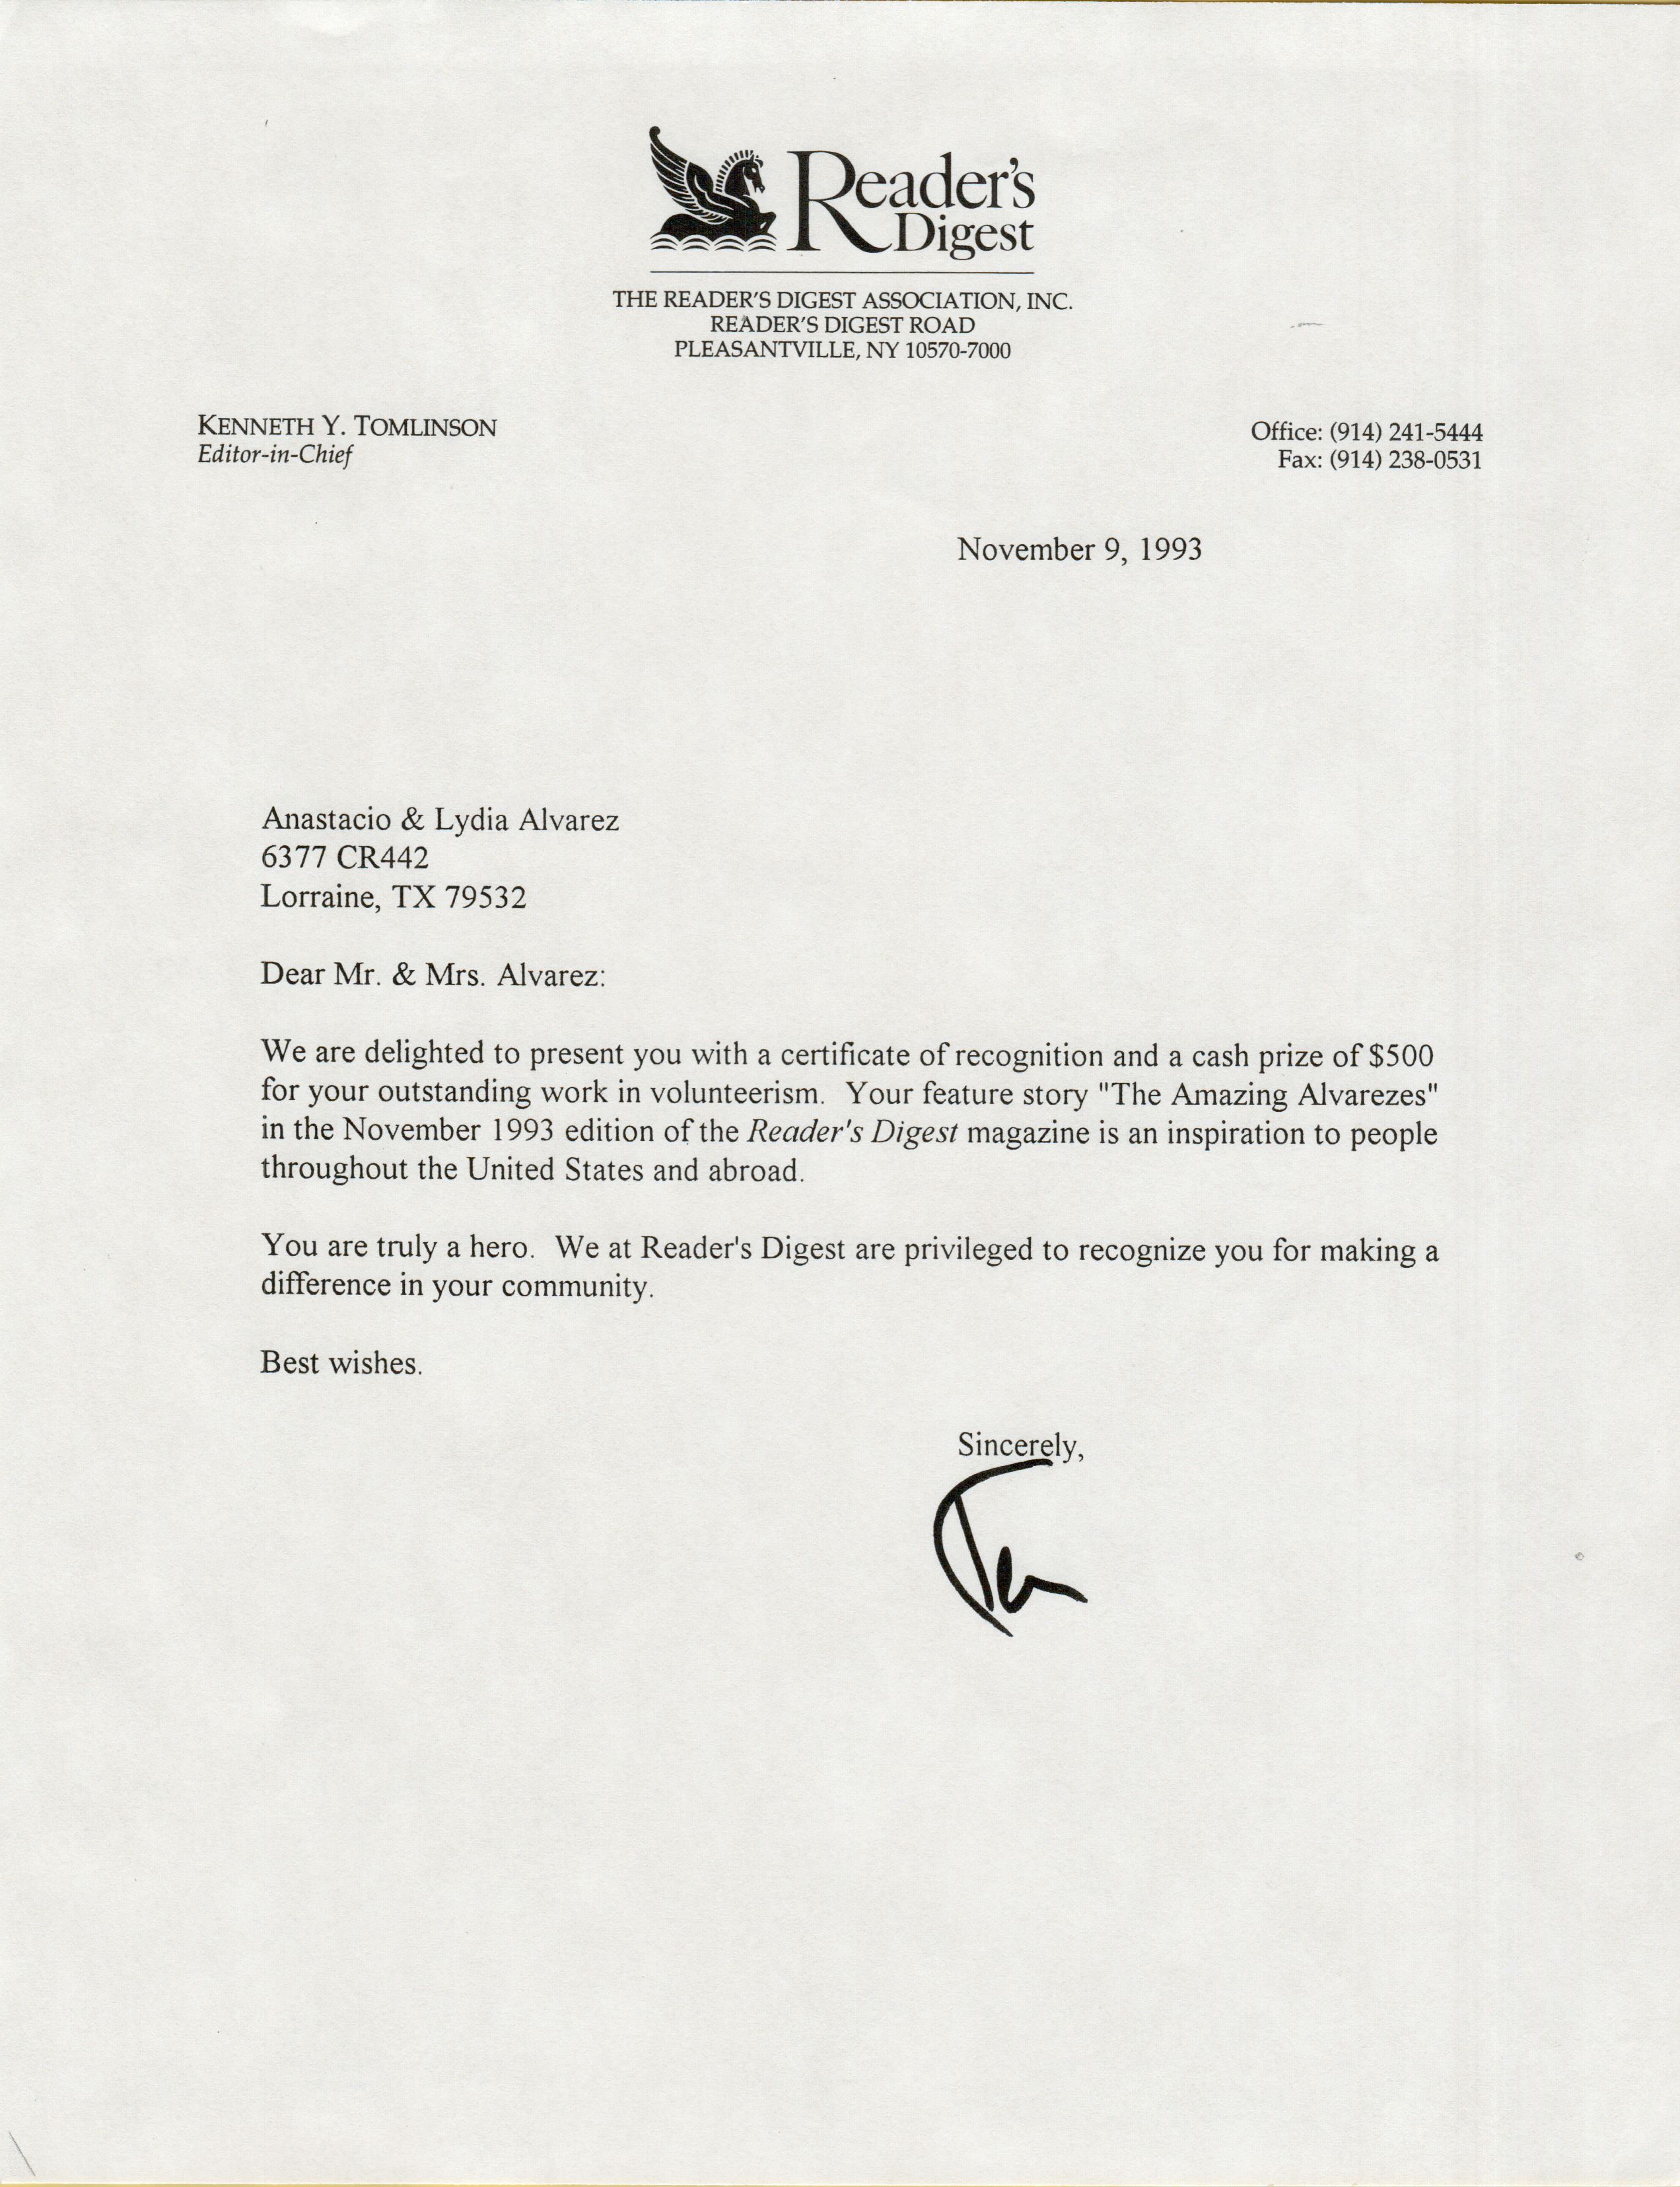 Reader's
Digest
THE READER'S DIGEST ASSOCIATION, INC.
READER'S DIGEST ROAD
PLEASANTVILLE, NY 10570-7000
KENNETH Y. TOMLINSON
Editor-in-Chief
Office: (914) 241-5444
Fax: (914) 238-0531
November 9, 1993
Anastacio & Lydia Alvarez
6377 CR442
Lorraine, TX 79532
Dear Mr. & Mrs. Alvarez:
We are delighted to present you with a certificate of recognition and a cash prize of $500
for your outstanding work in volunteerism.  Your feature story "The Amazing Alvarezes"
in the November 1993 edition of the Reader's Digest magazine is an inspiration to people
throughout the United States and abroad.
You are truly a hero.  We at Reader's Digest are privileged to recognize you for making a
difference in your community.
Best wishes.
Sincerely,